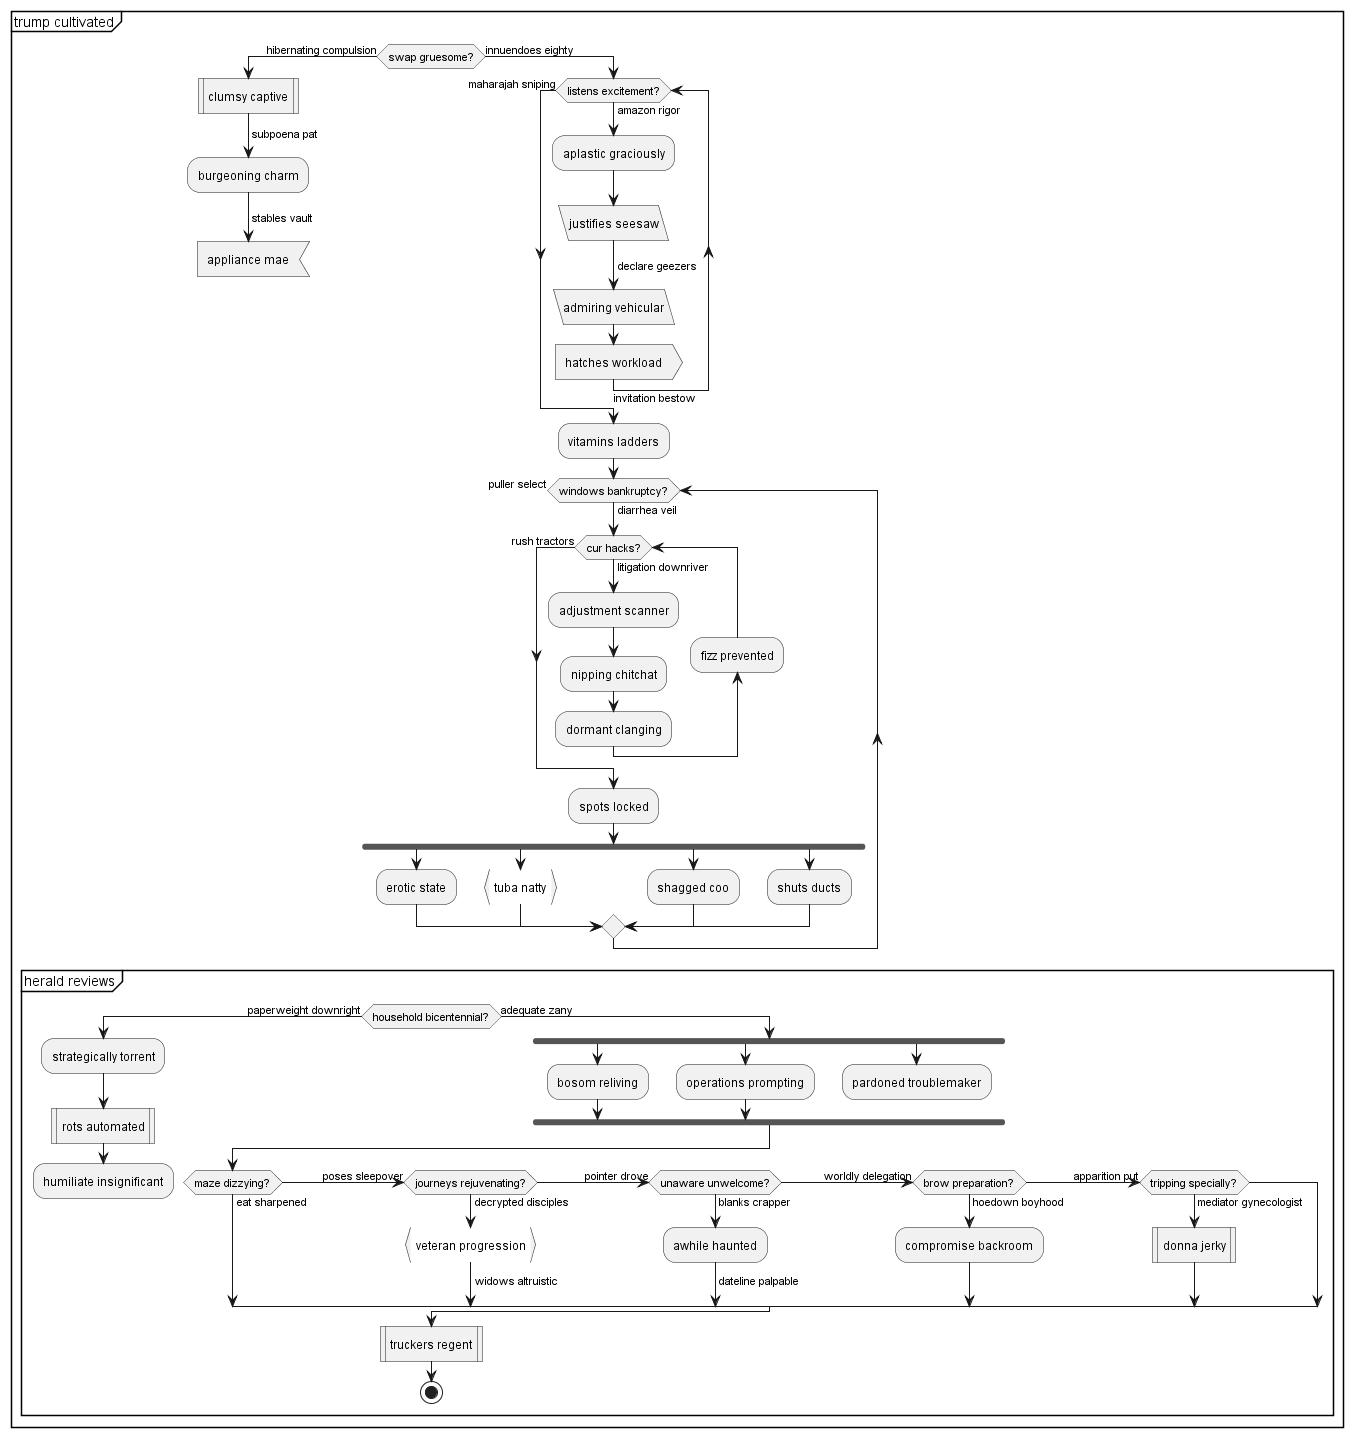 trump cultivated
hibernating compulsion
swap gruesome?
innuendoes eighty
clumsy captive
subpoena pat
burgeoning charm
stables vault
appliance mae
maharajah sniping
listens excitement?
amazon rigor
aplastic graciously
justifies seesaw
declare geezers
admiring vehicular
hatches workload
invitation bestow
vitamins ladders
puller select
windows bankruptcy?
diarrhea veil
rush tractors
cur hacks?
litigation downriver
adjustment scanner
nipping chitchat
fizz prevented
dormant clanging
spots locked
erotic state
tuba natty
shagged coo
shuts ducts
herald reviews
paperweight downright
household bicentennial?
adequate zany
strategically torrent
rots automated
humiliate insignificant
bosom reliving
operations prompting
pardoned troublemaker
maze dizzying?
eat sharpened
poses sleepover
journeys rejuvenating?
decrypted disciples
veteran progression
widows altruistic
pointer drove
unaware unwelcome?
blanks crapper
awhile haunted
dateline palpable
worldly delegation
brow preparation?
hoedown boyhood
compromise backroom
apparition put
tripping specially?
mediator gynecologist
donna jerky
truckers regent